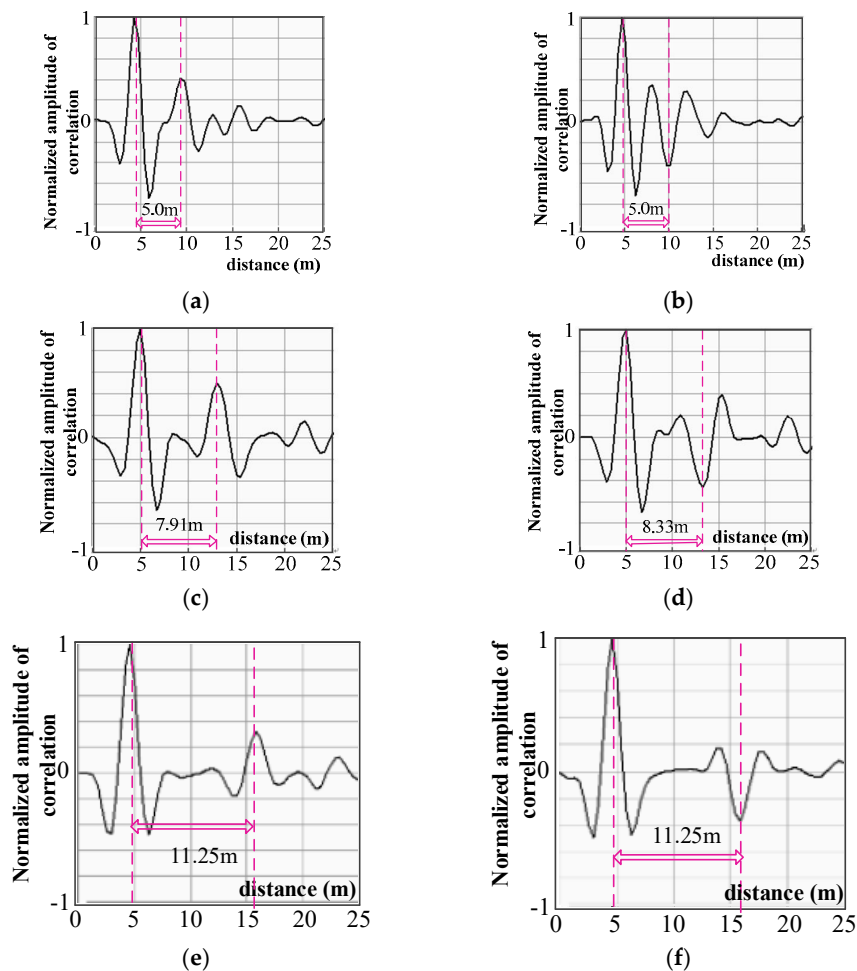 Normalized amplitude of
correlation
1
0
-1
5.0m
0 5 10 15 20 25
distance (m)
(a)
Normalized amplitude of
correlation
1
0
-1
5.0m
0 5 10 15 20 25
distance (m)
(b)
Normalized amplitude of
correlation
1
0
-1
7.91m
distance (m)
0 5 10 15 20 25
(c)
Normalized amplitude of
correlation
1
0
-1
8.33m
distance (m)
0 5 10 15 20 25
(d)
Normalized amplitude of
correlation
1
0
-1
11.25m
distance (m)
0 5 10 15 20 25
(e)
Normalized amplitude of
correlation
1
0
-1
11.25m
distance (m)
0 5 10 15 20 25
(f)